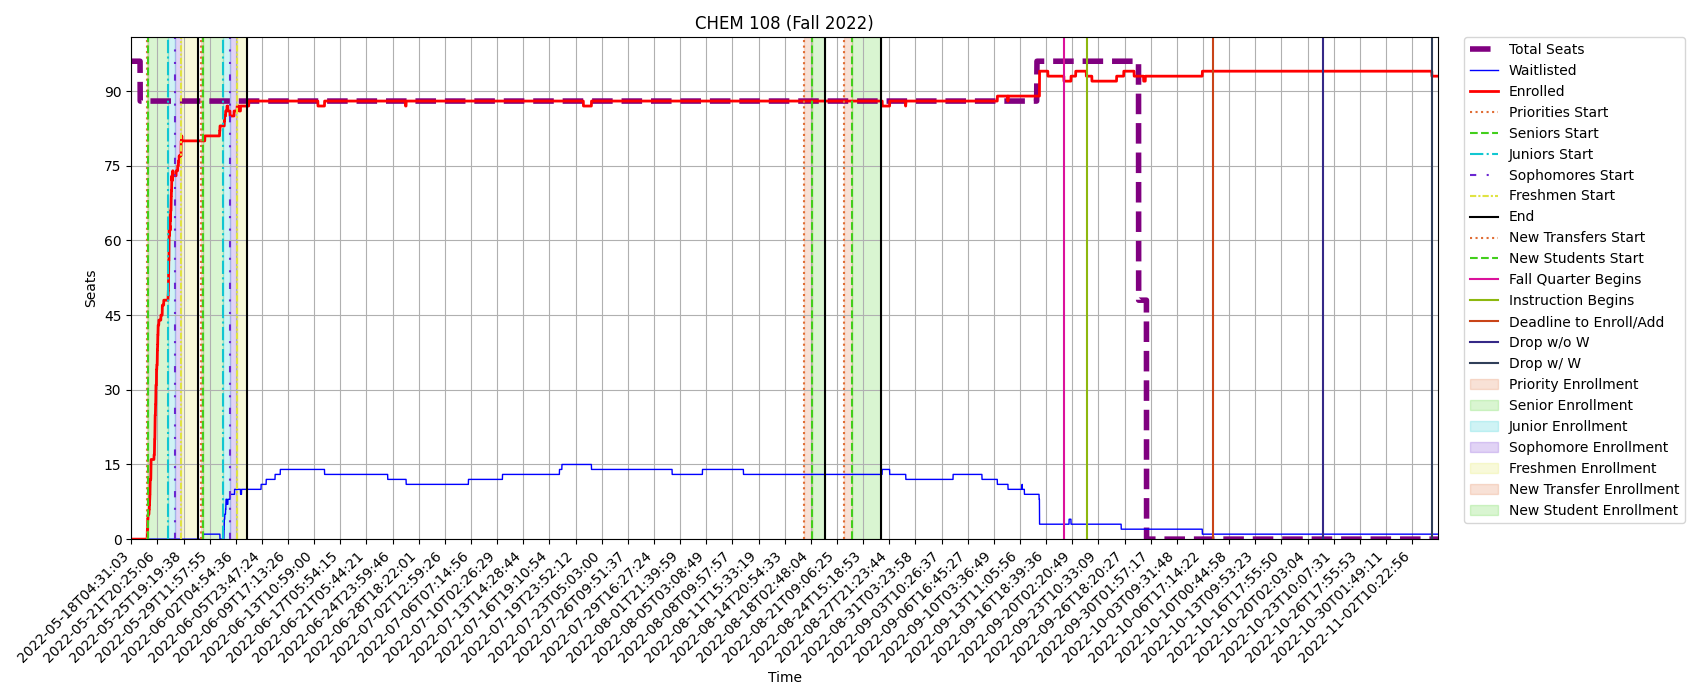 CHEM 108 (Fall 2022)
Seats
90
75
60
45
30
15
0
2022-05-18T04:31:03
2022-05-21T20:25:06
2022-05-25T19:19:38
2022-05-29T11:57:55
2022-06-02T04:54:36
2022-06-05T23:47:24
2022-06-09T17:13:26
2022-06-13T10:59:00
2022-06-17T05:54:15
2022-06-21T05:44:21
2022-06-24T23:59:46
2022-06-28T18:22:01
2022-07-02T12:59:26
2022-07-06T07:14:56
2022-07-10T02:26:29
2022-07-13T14:28:44
2022-07-16T19:10:54
2022-07-19T23:52:12
2022-07-23T05:03:00
2022-07-26T09:51:37
2022-07-29T16:27:24
2022-08-01T21:39:59
2022-08-05T03:08:49
2022-08-08T09:57:57
2022-08-11T15:33:19
2022-08-14T20:54:33
2022-08-18T02:48:04
2022-08-21T09:06:25
2022-08-24T15:18:53
2022-08-27T21:23:44
2022-08-31T03:23:58
2022-09-03T10:26:37
2022-09-06T16:45:27
2022-09-10T03:36:49
2022-09-13T11:05:56
2022-09-16T18:39:36
2022-09-20T02:20:49
2022-09-23T10:33:09
2022-09-26T18:20:27
2022-09-30T01:57:17
2022-10-03T09:31:48
2022-10-06T17:14:22
2022-10-10T00:44:58
2022-10-13T09:53:23
2022-10-16T17:55:50
2022-10-20T02:03:04
2022-10-23T10:07:31
2022-10-26T17:55:53
2022-10-30T01:49:11
2022-11-02T10:22:56
Time
Total Seats
Waitlisted
Enrolled
Priorities Start
Seniors Start
Juniors Start
Sophomores Start
Freshmen Start
End
New Transfers Start
New Students Start
Fall Quarter Begins
Instruction Begins
Deadline to Enroll/Add
Drop w/o W
Drop w/ W
Priority Enrollment
Senior Enrollment
Junior Enrollment
Sophomore Enrollment
Freshmen Enrollment
New Transfer Enrollment
New Student Enrollment